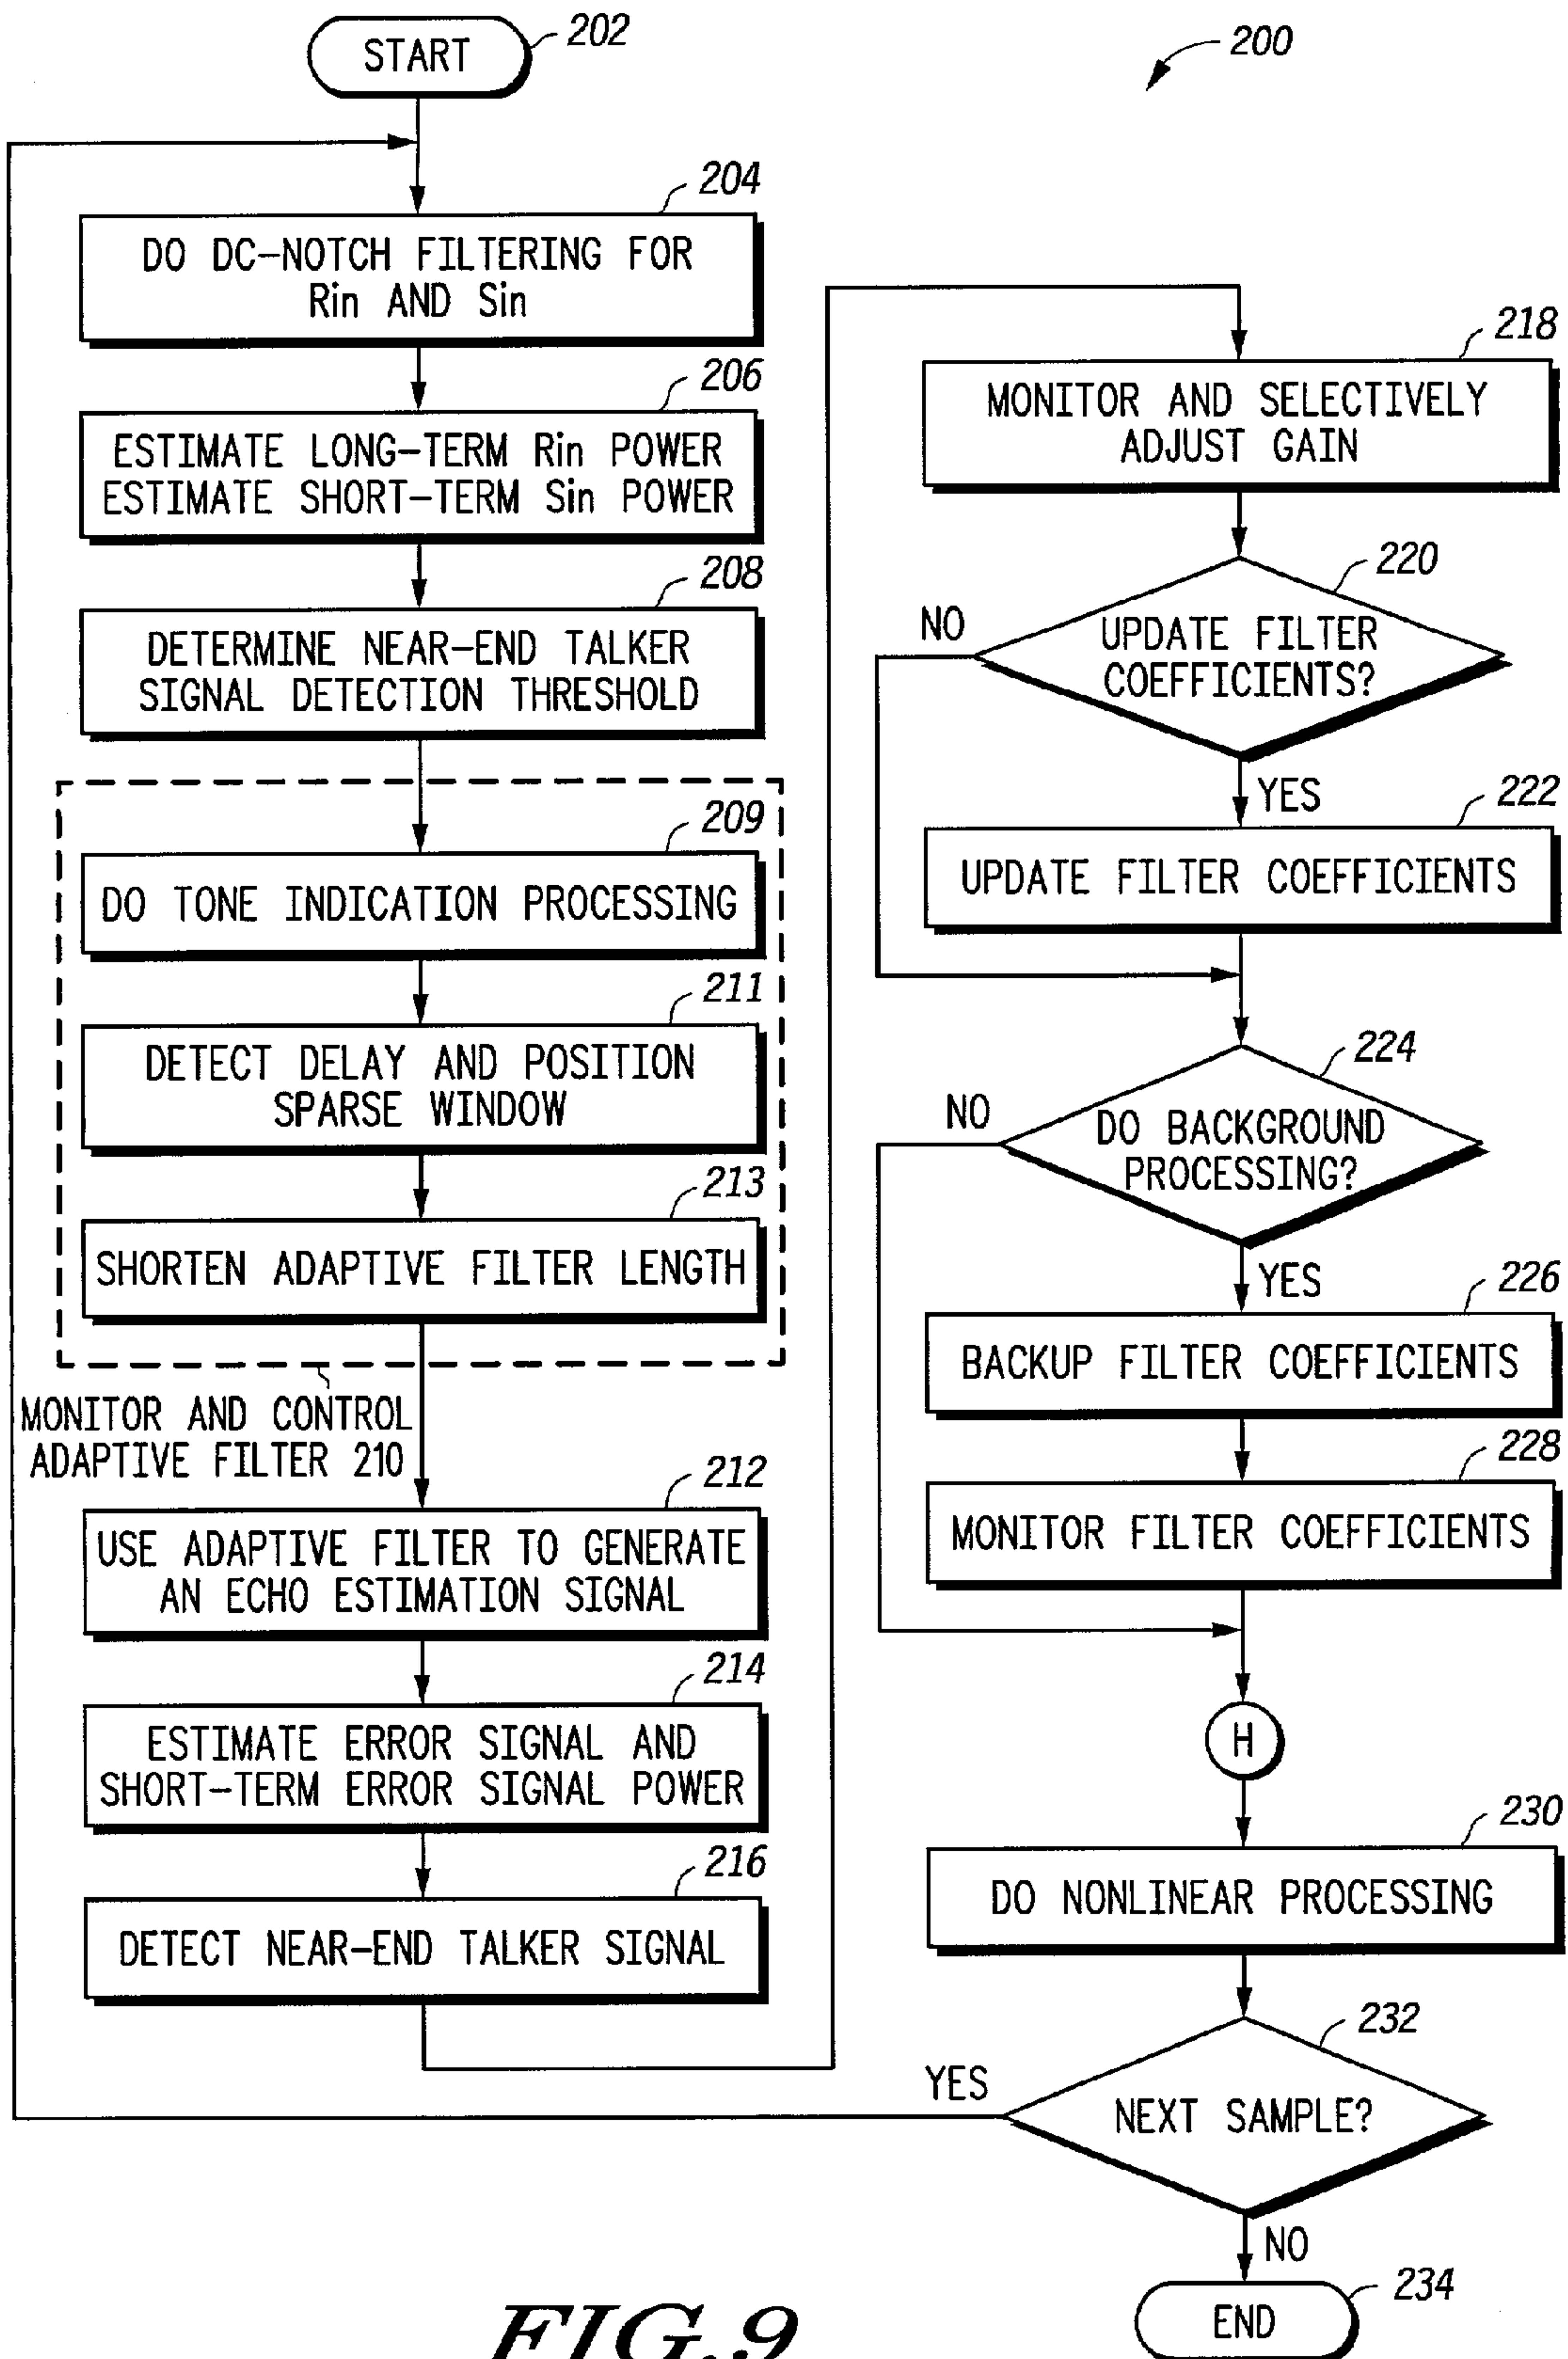 START
202
200
204
DO DC-NOTCH FILTERING FOR
Rin AND Sin
206
ESTIMATE LONG-TERM Rin POWER
ESTIMATE SHORT-TERM Sin POWER
208
DETERMINE NEAR-END TALKER
SIGNAL DETECTION THRESHOLD
209
DO TONE INDICATION PROCESSING
211
DETECT DELAY AND POSITION
SPARSE WINDOW
213
SHORTEN ADAPTIVE FILTER LENGTH
MONITOR AND CONTROL
ADAPTIVE FILTER 210
212
USE ADAPTIVE FILTER TO GENERATE
AN ECHO ESTIMATION SIGNAL
214
ESTIMATE ERROR SIGNAL AND
SHORT-TERM ERROR SIGNAL POWER
216
DETECT NEAR-END TALKER SIGNAL
218
MONITOR AND SELECTIVELY
ADJUST GAIN
220
NO
UPDATE FILTER
COEFFICIENTS?
YES
222
UPDATE FILTER COEFFICIENTS
224
NO
DO BACKGROUND
PROCESSING?
YES
226
BACKUP FILTER COEFFICIENTS
228
MONITOR FILTER COEFFICIENTS
H
230
DO NONLINEAR PROCESSING
232
YES
NEXT SAMPLE?
NO
234
END
FIG.9